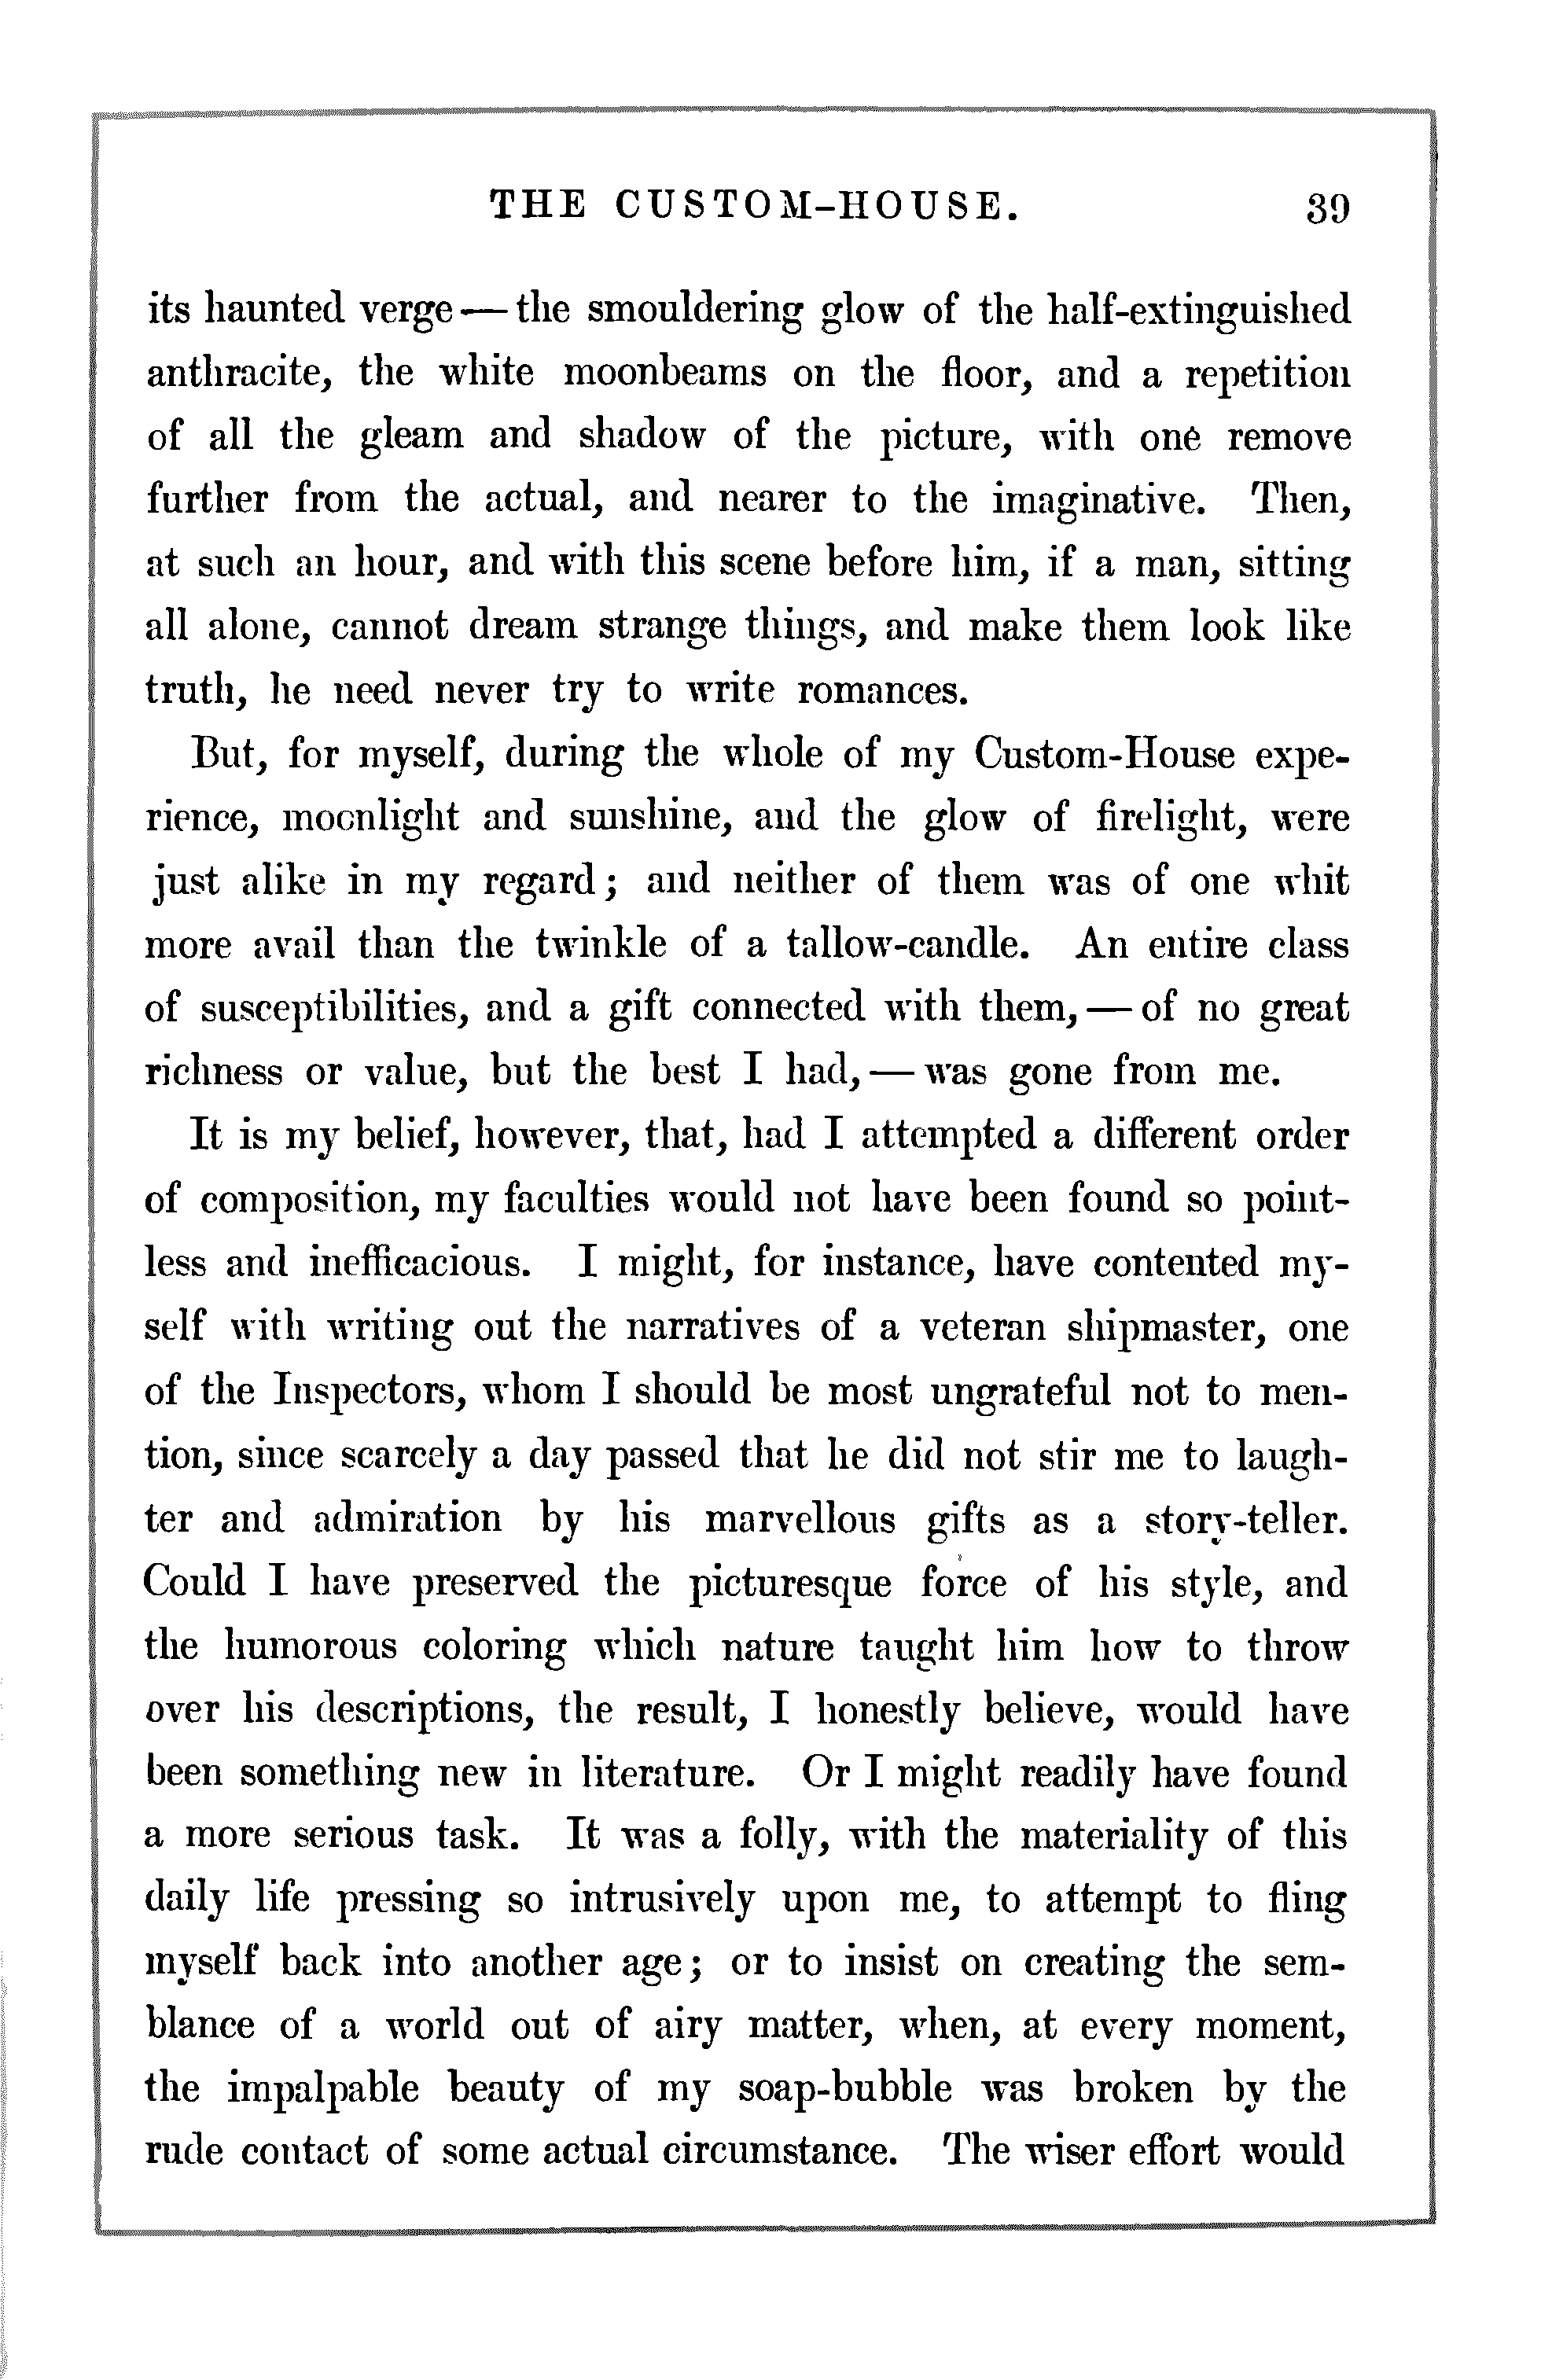 THE CUSTOM-HOUSE. 39
its haunted verge — the smouldering glow of the half-extinguished
anthracite, the white moonbeams on the floor, and a repetition
of all the gleam and shadow of the picture, with one remove
further from the actual, and nearer to the imaginative. Then,
at such an hour, and with this scene before him, if a man, sitting
all alone, cannot dream strange things, and make them look like
truth, he need never try to write romances.
But, for myself, during the whole of my Custom-House expe-
rience, moonlight and sunshine, and the glow of firelight, were
just alike in my regard; and neither of them was of one whit
more avail than the twinkle of a tallow-candle. An entire class
of susceptibilities, and a gift connected with them, — of no great
richness or value, but the best I had, — was gone from me.
It is my belief, however, that, had I attempted a different order
of composition, my faculties would not have been found so point-
less and inefficacious. I might, for instance, have contented my-
self with writing out the narratives of a veteran shipmaster, one
of the Inspectors, whom I should be most ungrateful not to men-
tion, since scarcely a day passed that he did not stir me to laugh-
ter and admiration by his marvellous gifts as a story-teller.
Could I have preserved the picturesque force of his style, and
the humorous coloring which nature taught him how to throw
over his descriptions, the result, I honestly believe, would have
been something new in literature. Or I might readily have found
a more serious task. It was a folly, with the materiality of this
daily life pressing so intrusively upon me, to attempt to fling
myself back into another age; or to insist on creating the sem-
blance of a world out of airy matter, when, at every moment,
the impalpable beauty of my soap-bubble was broken by the
rude contact of some actual circumstance. The wiser effort would